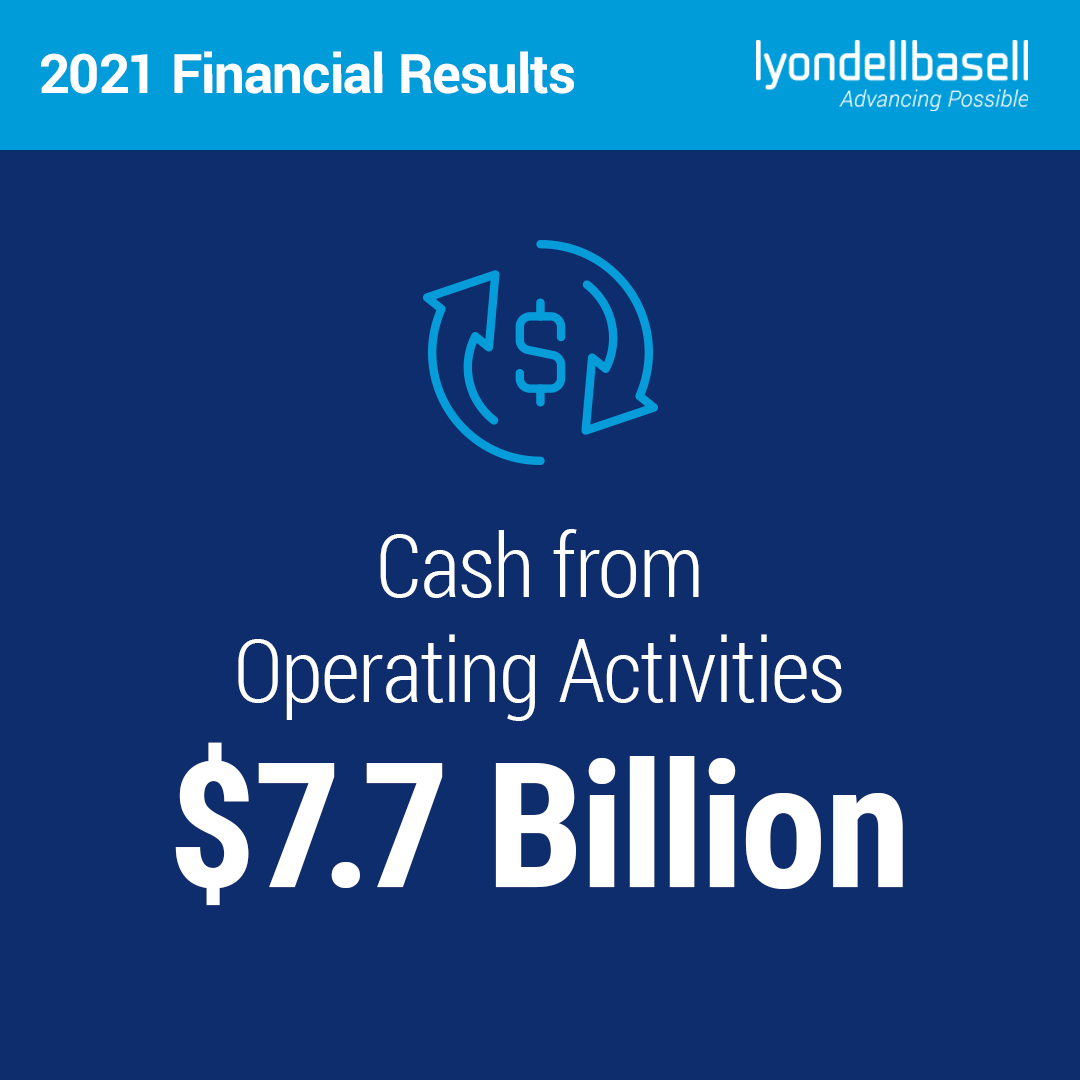 2021 Financial Results
lyondellbasell
Advancing Possible
$
Cash from
Operating Activities
$7.7 Billion